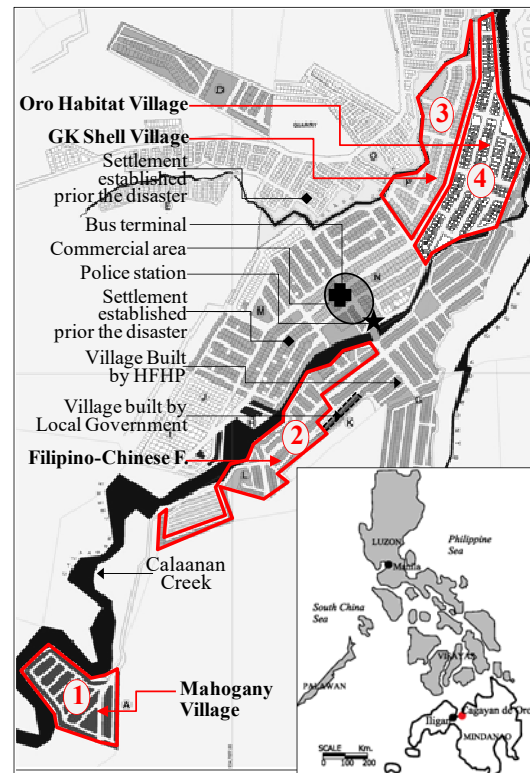 D
QUARRY
Oro Habitat Village
3
GK Shell Village
Settlement
established
prior the disaster
4
Bus terminal
Commercial area
Police station
N
Settlement
established
prior the disaster
M
Village Built
by HFHP
J
G
Village built by
Local Government
K
2
Filipino-Chinese F.
L
Calaanan
Creek
1
Mahogany
Village
A
LUZON
Philippine
Sea
Manila
South China
Sea
VISAYAS
PALAWAN
Cagayan de Oro
Iligan
MINDANAO
SCALE Km.
0 100 200